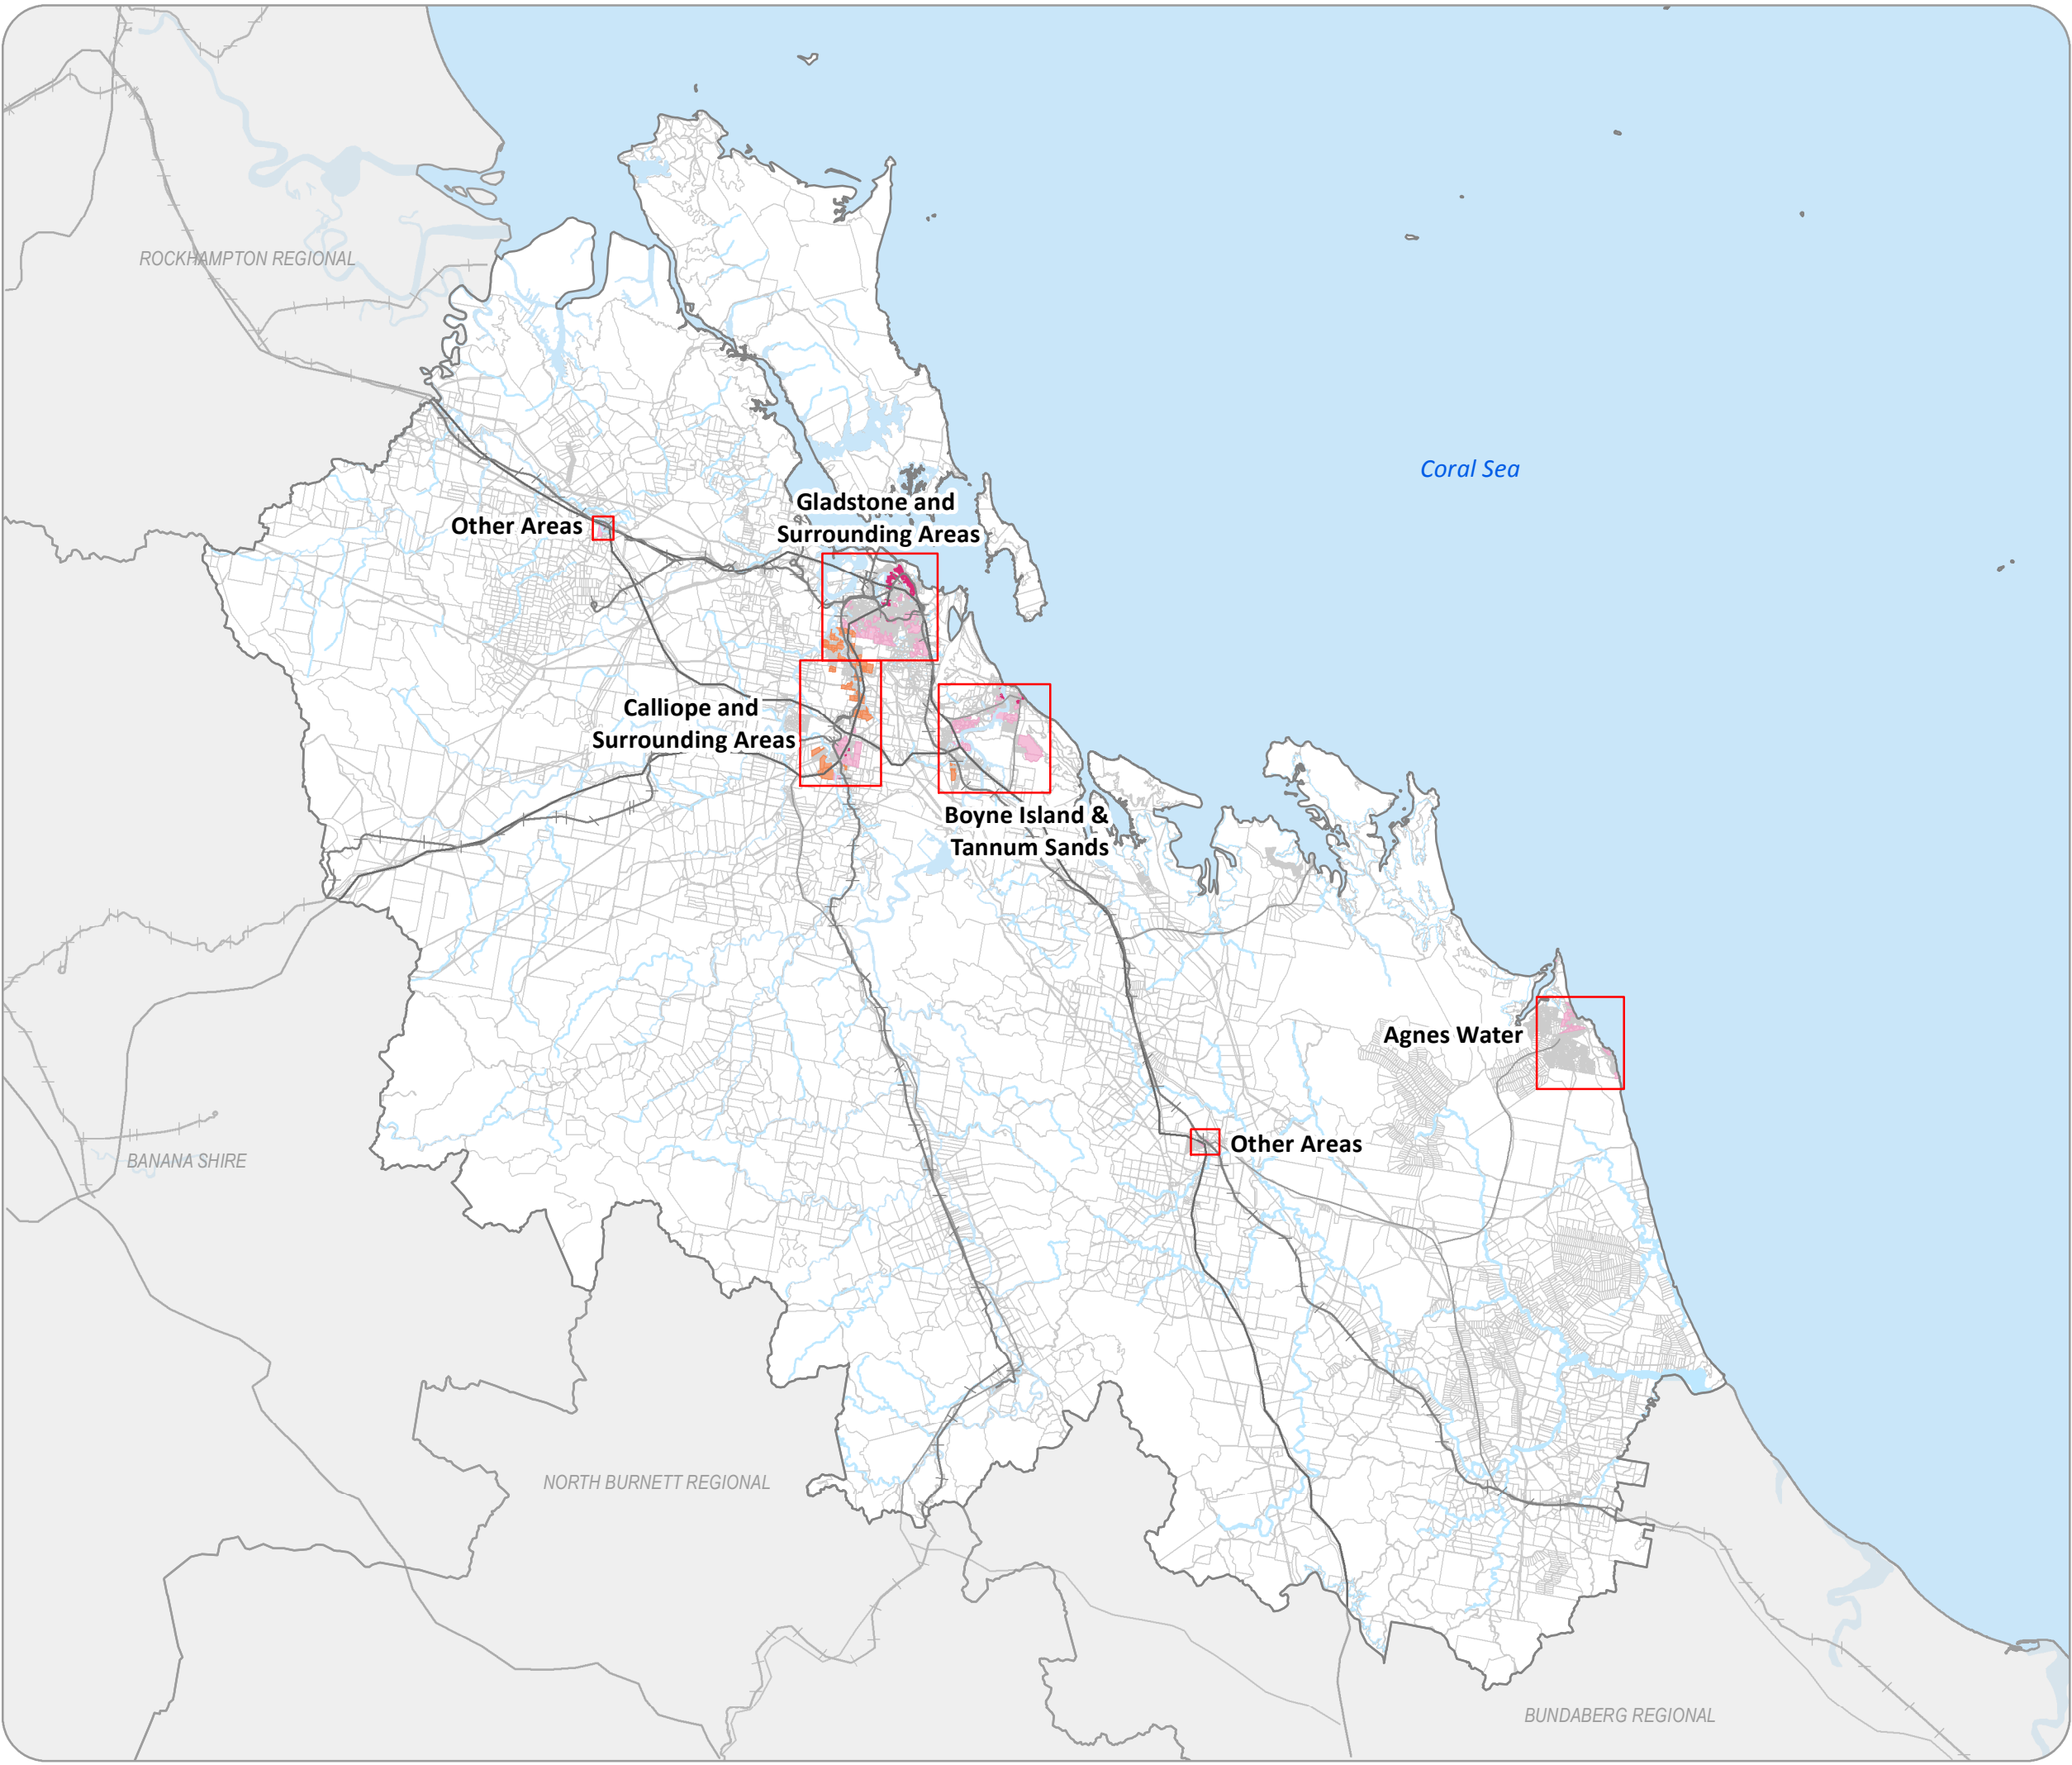 ROCKHAMPTON REGIONAL
Coral Sea
Gladstone and
Surrounding Areas
Other Areas
Calliope and
Surrounding Areas
Boyne Island &
Tannum Sands
Agnes Water
Other Areas
BANANA SHIRE
NORTH BURNETT REGIONAL
BUNDABERG REGIONAL